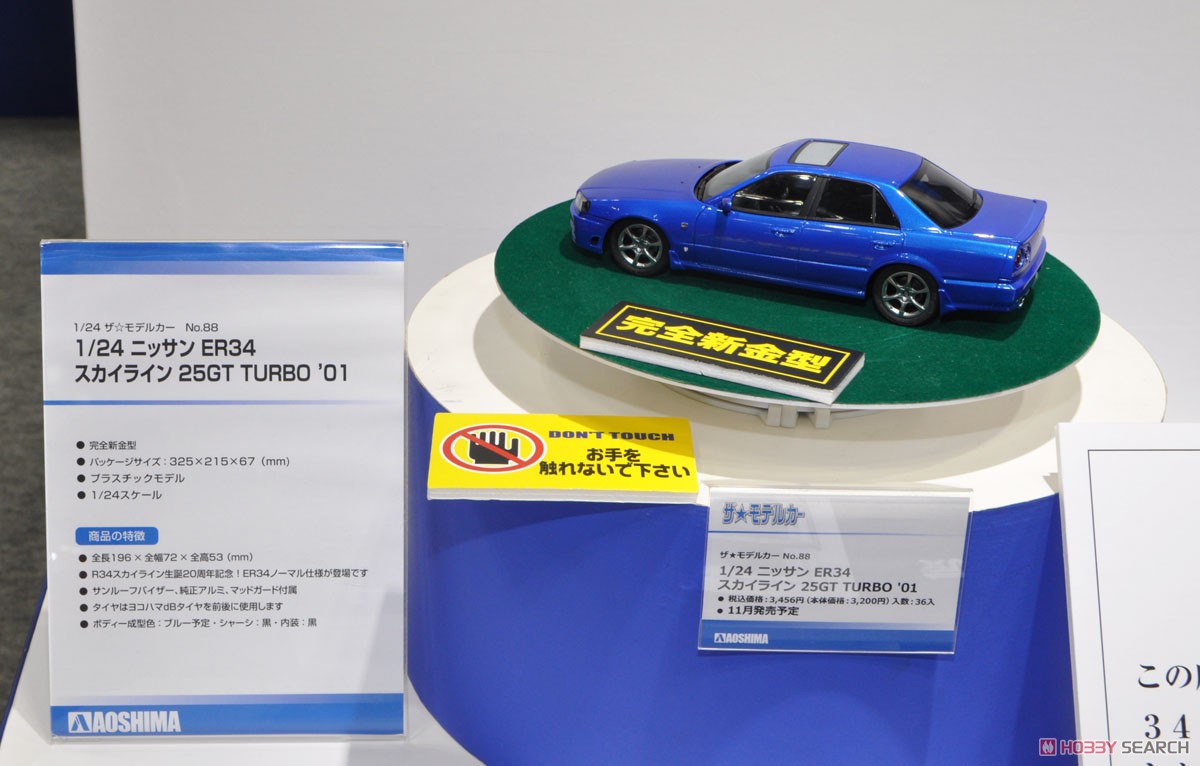 1/24 ザ☆モデルカー No.88
1/24 ニッサン ER34
スカイライン 25GT TURBO '01
● 完全新金型
● パッケージサイズ：325×215×67（mm）
● プラスチックモデル
● 1/24スケール
商品の特徴
● 全長196 × 全幅72 × 全高53（mm）
● R34スカイライン生誕20周年記念！ER34ノーマル仕様が登場です
● サンルーフバイザー、純正アルミ、マッドガード付属
● タイヤはヨコハマdBタイヤを前後に使用します
● ボディー成型色：ブルー予定・シャーシ：黒・内装：黒
AOSHIMA
完全新金型
DON'T TOUCH
お手を
触れないで下さい
ザ★モデルカー
ザ★モデルカー No.88
1/24 ニッサン ER34
スカイライン 25GT TURBO '01
● 税込価格：3,456円（本体価格：3,200円）入数：36入
● 11月発売予定
AOSHIMA
この
34
HOBBY SEARCH